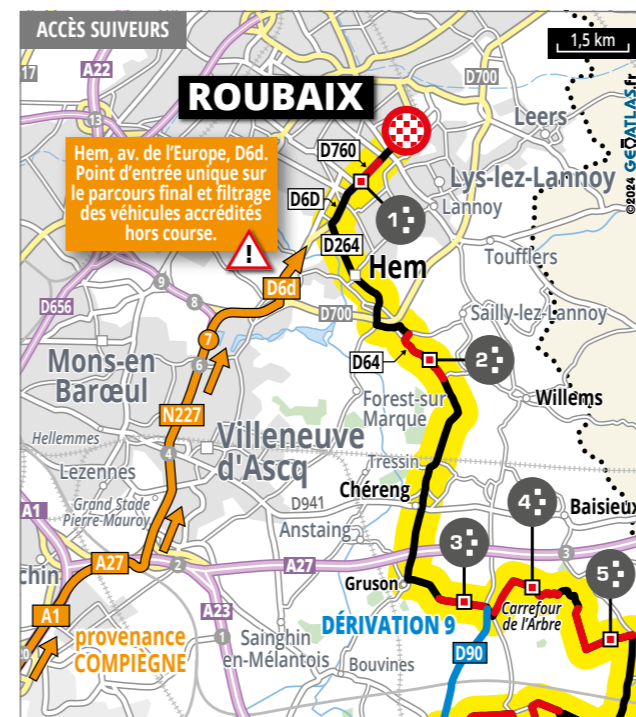 ACCÈS SUIVEURS
1,5 km
©2024 GEOATLAS.fr
17
A22
D700
ROUBAIX
Leers
13
Hem, av. de l'Europe, D6d.
Point d'entrée unique sur
le parcours final et filtrage
des véhicules accrédités
hors course.
D760
Lys-lez-Lannoy
D6D
1
Lannoy
!
D264
Hem
Toufflers
D656
9
8
D6d
D700
Sailly-lez-Lannoy
7
Mons-en
Barœul
6
D64
2
Forest-sur
Marque
Willems
N227
Hellemmes
4
Villeneuve
d'Ascq
Tressin
Lezennes
Chéreng
4
Grand Stade
Pierre-Mauroy
D941
Baisieux
A1
Anstaing
3
5
chin
A27
2
A27
3
Gruson
A1
A23
DÉRIVATION 9
Carrefour
de l'Arbre
provenance
COMPIÈGNE
1
Sainghin
en-Mélantois
Bouvines
D90
20